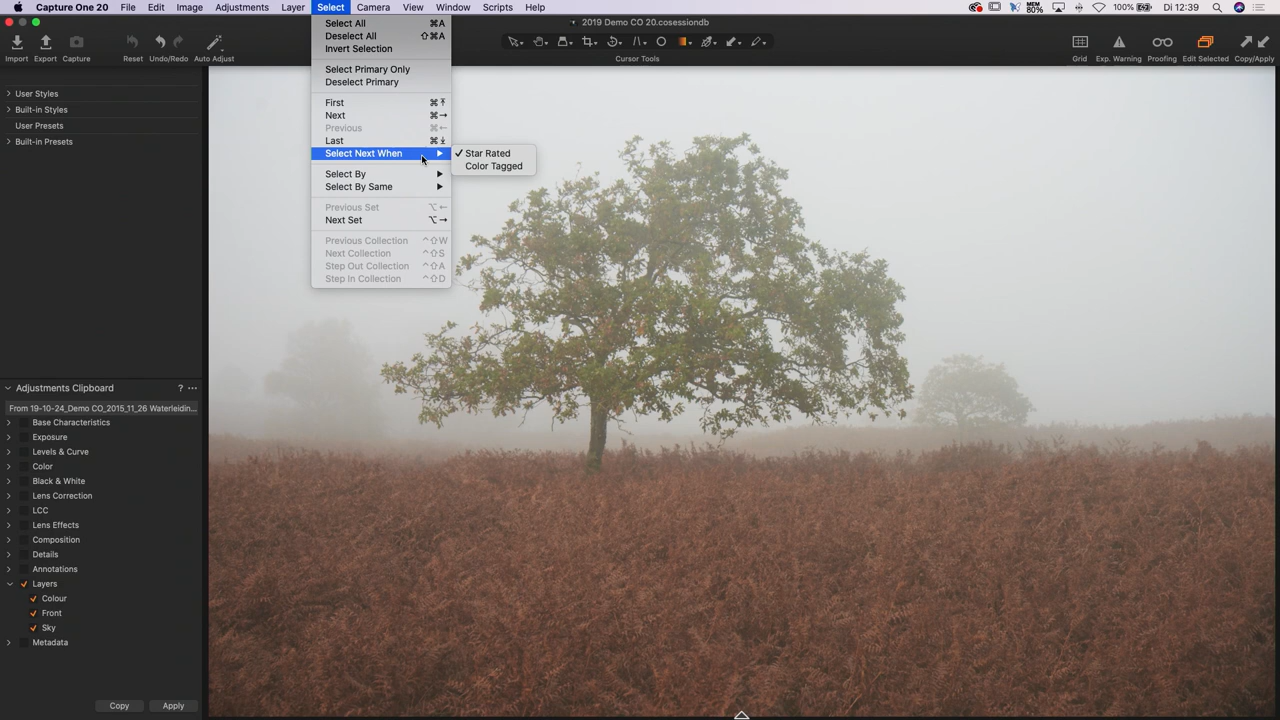 Capture One 20 File Edit Image Adjustments Layer Select Camera View Window Scripts Help MEM 80% 100% Di 12:39
2019 Demo CO 20.cosessiondb
Import Export Capture Reset Undo/Redo Auto Adjust Cursor Tools Grid Exp. Warning Proofing Edit Selected Copy/Apply
Select All ⌘A
Deselect All ⇧⌘A
Invert Selection
Select Primary Only
Deselect Primary
First ⌘⤒
Next ⌘→
Previous ⌘←
Last ⌘⤓
Select Next When
Star Rated
Color Tagged
Select By
Select By Same
Previous Set ⌥←
Next Set ⌥→
Previous Collection ^⇧W
Next Collection ^⇧S
Step Out Collection ^⇧A
Step In Collection ^⇧D
User Styles
Built-in Styles
User Presets
Built-in Presets
Adjustments Clipboard ? ...
From 19-10-24_Demo CO_2015_11_26 Waterleidin...
Base Characteristics
Exposure
Levels & Curve
Color
Black & White
Lens Correction
LCC
Lens Effects
Composition
Details
Annotations
Layers
Colour
Front
Sky
Metadata
Copy Apply